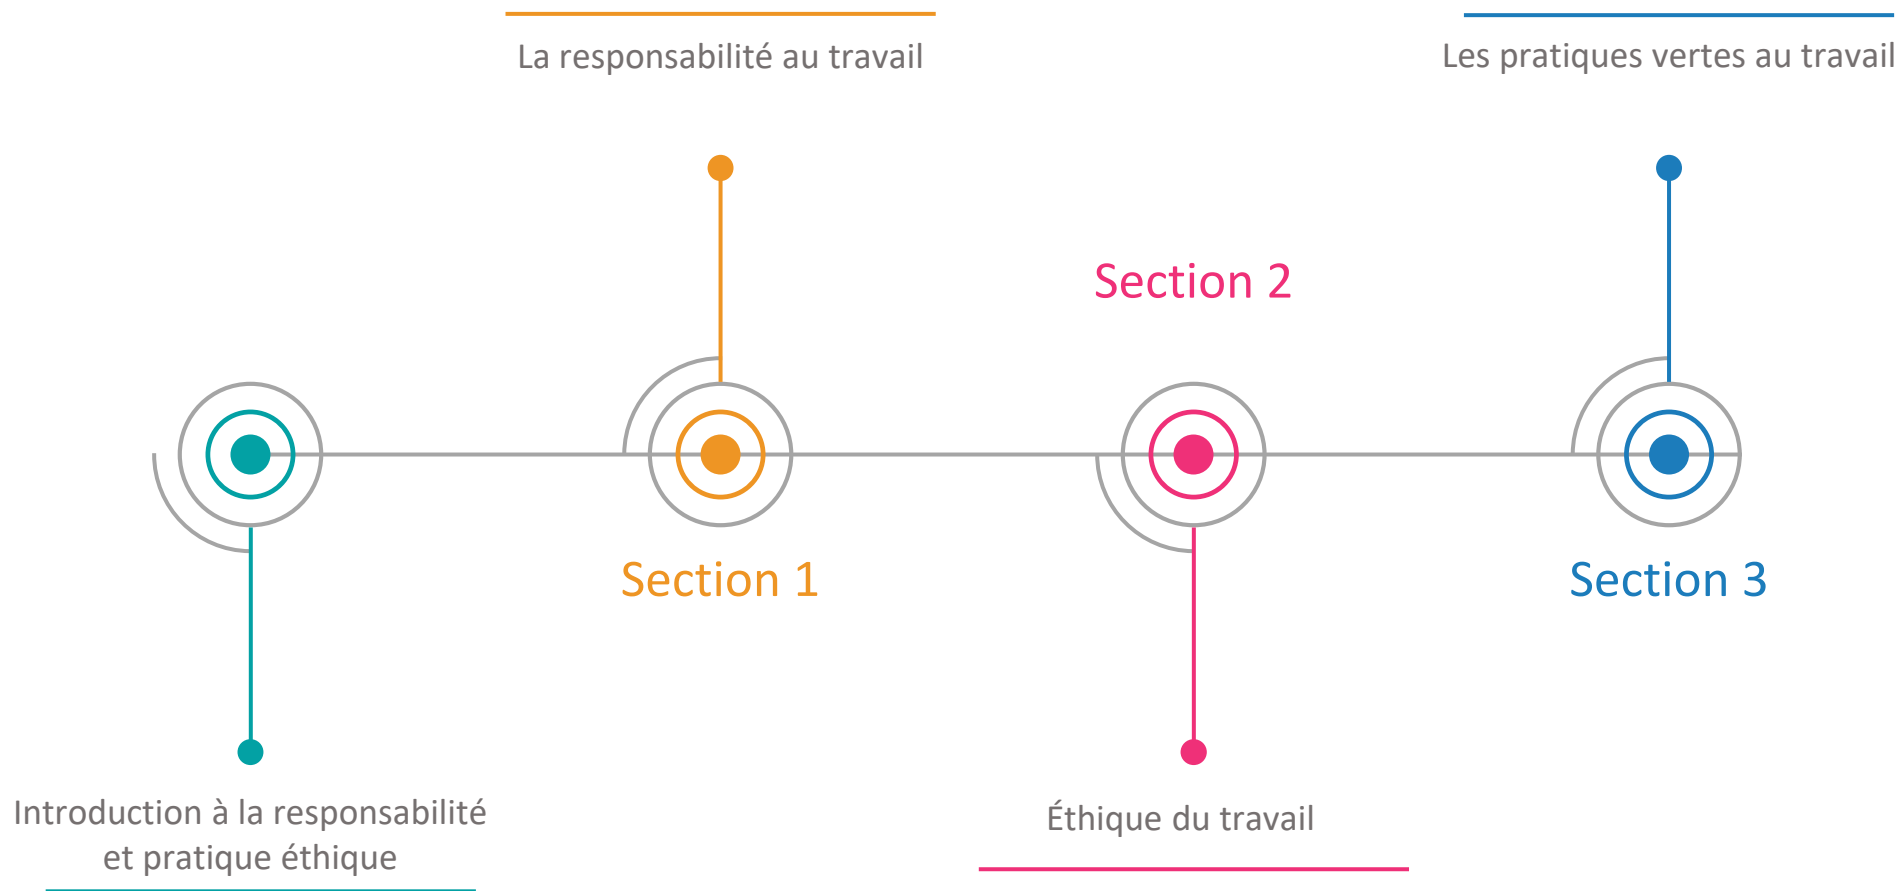 La responsabilité au travail
Les pratiques vertes au travail
Section 2
Section 1
Section 3
Introduction à la responsabilité
et pratique éthique
Éthique du travail